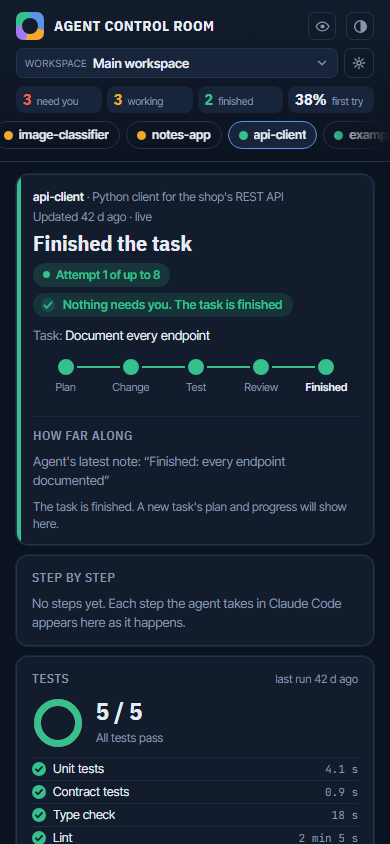 AGENT CONTROL ROOM
WORKSPACE Main workspace
3 need you 3 working 2 finished 38% first try
image-classifier notes-app api-client
api-client · Python client for the shop's REST API
Updated 42 d ago · live
Finished the task
Attempt 1 of up to 8
Nothing needs you. The task is finished
Task: Document every endpoint
Plan Change Test Review Finished
HOW FAR ALONG
Agent's latest note: “Finished: every endpoint
documented”
The task is finished. A new task's plan and progress will show
here.
STEP BY STEP
No steps yet. Each step the agent takes in Claude Code
appears here as it happens.
TESTS last run 42 d ago
5 / 5
All tests pass
Unit tests 4.1 s
Contract tests 0.9 s
Type check 18 s
Lint 2 min 5 s